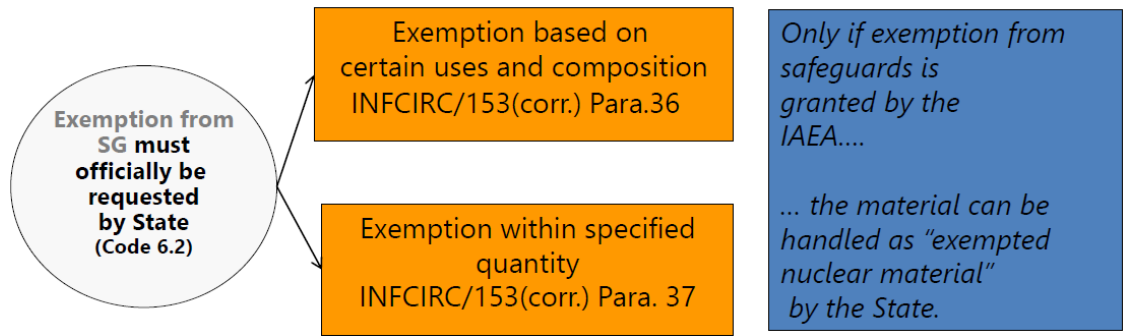 Exemption from
SG must
officially be
requested
by State
(Code 6.2)
Exemption based on
certain uses and composition
INFCIRC/153(corr.) Para.36
Exemption within specified
quantity
INFCIRC/153(corr.) Para. 37
Only if exemption from
safeguards is
granted by the
IAEA....
... the material can be
handled as “exempted
nuclear material”
by the State.